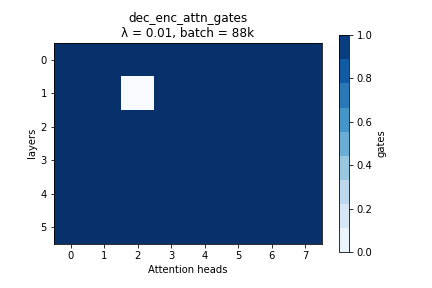 dec_enc_attn_gates
λ = 0.01, batch = 88k
layers
0
1
2
3
4
5
0 1 2 3 4 5 6 7
Attention heads
1.0
0.8
0.6
0.4
0.2
0.0
gates